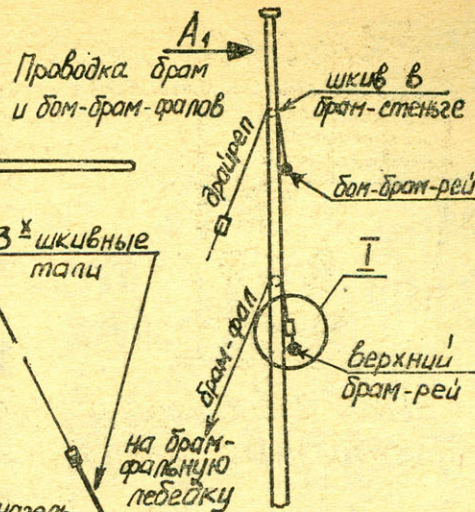 А₁
Проводка брам
и бом-брам-фалов
шкив в
брам-стеньге
драйреп
бом-брам-рей
3ˣ шкивные
тали
I
брам-фал
верхний
брам-рей
на брам-
фальную
лебедку